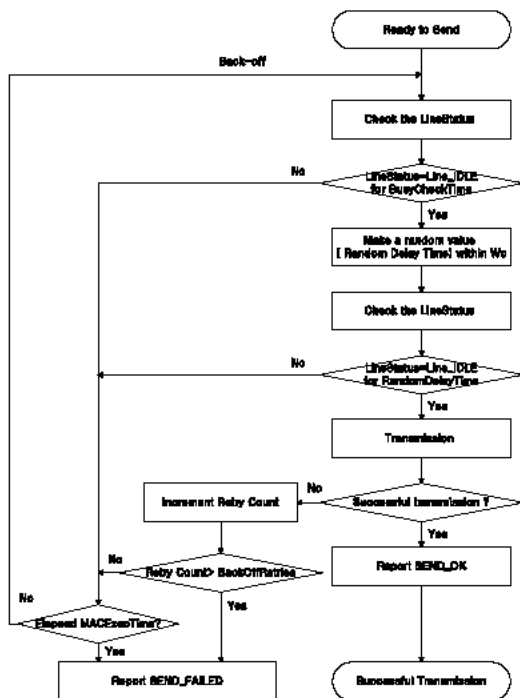 Ready to Send
Back-off
Check the LineStatus
No
LineStatus=Line_IDLE
for BusyCheckTime
Yes
Make a random value
[ Random Delay Time] within Wc
Check the LineStatus
No
LineStatus=Line_IDLE
for RandomDelayTime
Yes
Transmission
Increment Retry Count
No
Successful transmission ?
Yes
No
Retry Count> BackOffRetries
Report SEND_OK
No
Yes
Elapsed MACExecTime?
Yes
Report SEND_FAILED
Successful Transmission